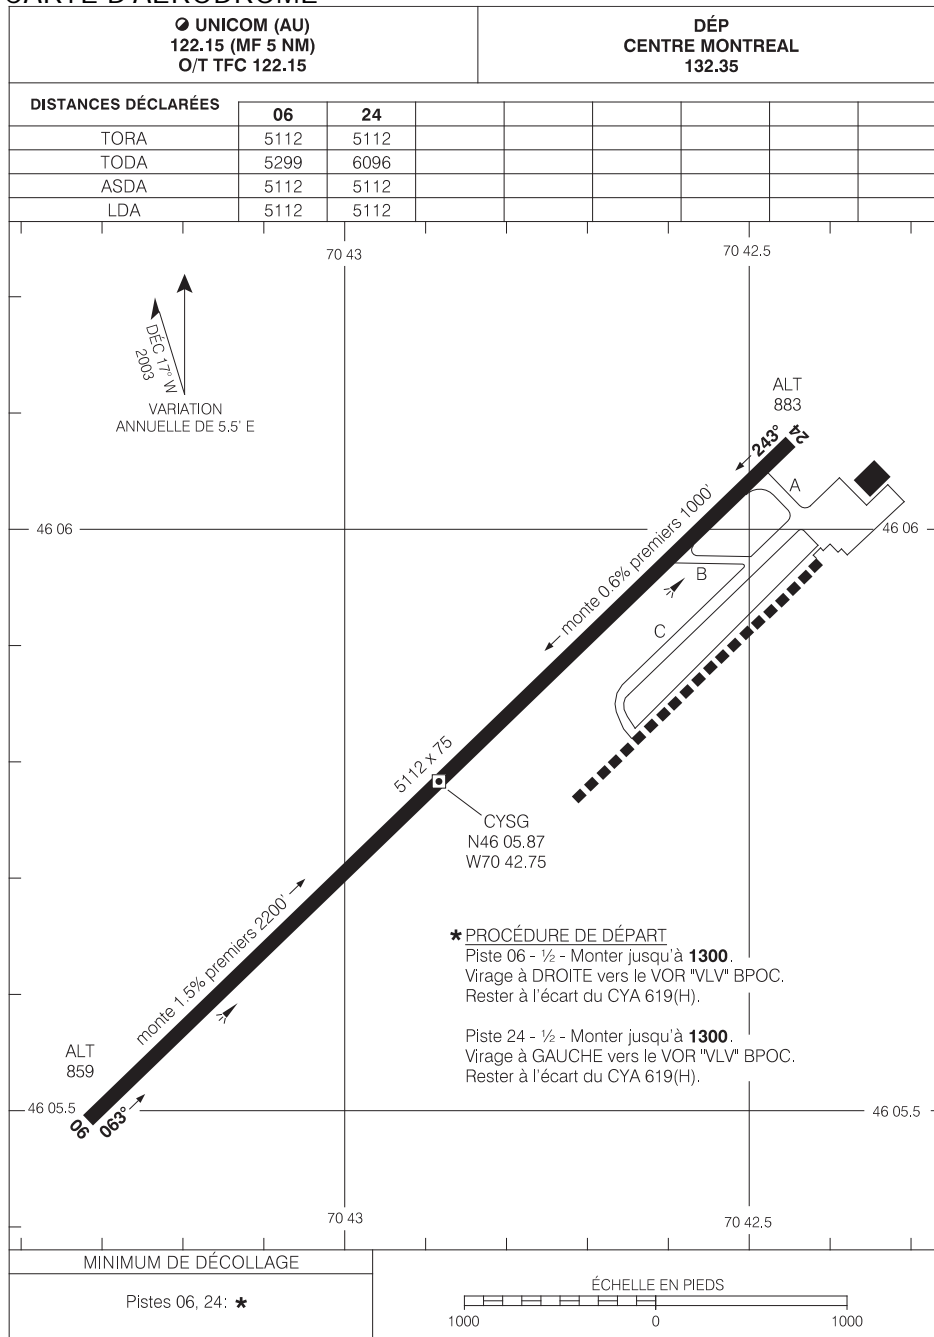 CARTE D'AÉRODROME
UNICOM (AU)
122.15 (MF 5 NM)
O/T TFC 122.15
DÉP
CENTRE MONTREAL
132.35
DISTANCES DÉCLARÉES
06 24
TORA 5112 5112
TODA 5299 6096
ASDA 5112 5112
LDA 5112 5112
70 43
70 42.5
DÉC 17° W
2003
VARIATION
ANNUELLE DE 5.5' E
ALT
883
24
243°
A
46 06
46 06
monte 0.6% premiers 1000'
B
C
5112 x 75
CYSG
N46 05.87
W70 42.75
monte 1.5% premiers 2200'
* PROCÉDURE DE DÉPART
Piste 06 - ½ - Monter jusqu'à 1300.
Virage à DROITE vers le VOR "VLV" BPOC.
Rester à l'écart du CYA 619(H).
Piste 24 - ½ - Monter jusqu'à 1300.
Virage à GAUCHE vers le VOR "VLV" BPOC.
Rester à l'écart du CYA 619(H).
ALT
859
46 05.5
46 05.5
06
063°
70 43
70 42.5
MINIMUM DE DÉCOLLAGE
Pistes 06, 24: *
ÉCHELLE EN PIEDS
1000 0 1000